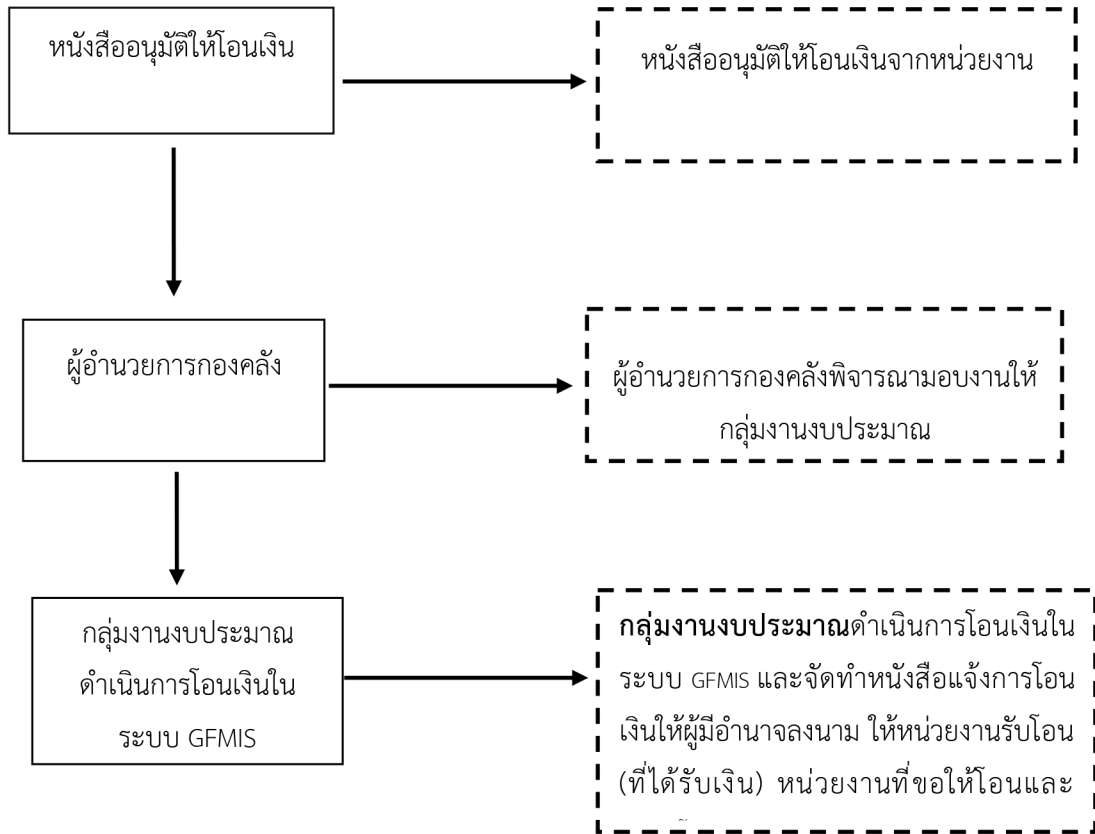 หนังสืออนุมัติให้โอนเงิน
หนังสืออนุมัติให้โอนเงินจากหน่วยงาน
ผู้อำนวยการกองคลัง
ผู้อำนวยการกองคลังพิจารณามอบงานให้
กลุ่มงานงบประมาณ
กลุ่มงานงบประมาณ
ดำเนินการโอนเงินใน
ระบบ GFMIS
กลุ่มงานงบประมาณดำเนินการโอนเงินใน
ระบบ GFMIS และจัดทำหนังสือแจ้งการโอน
เงินให้ผู้มีอำนาจลงนาม ให้หน่วยงานรับโอน
(ที่ได้รับเงิน) หน่วยงานที่ขอให้โอนและ